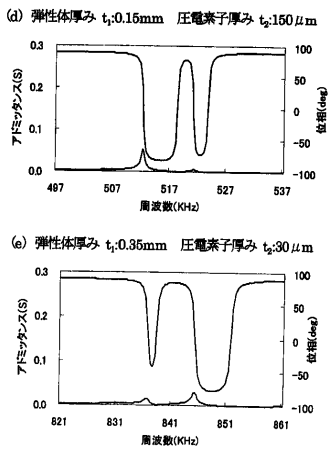 (d) 弾性体厚み t₁:0.15mm 圧電素子厚み t₂:150μm
0.3
0.2
0.1
0.0
アドミッタンス(S)
100
50
0
-50
-100
位相(deg)
497 507 517 527 537
周波数(KHz)
(e) 弾性体厚み t₁:0.35mm 圧電素子厚み t₂:30μm
0.3
0.2
0.1
0.0
アドミッタンス(S)
100
50
0
-50
-100
位相(deg)
821 831 841 851 861
周波数(KHz)